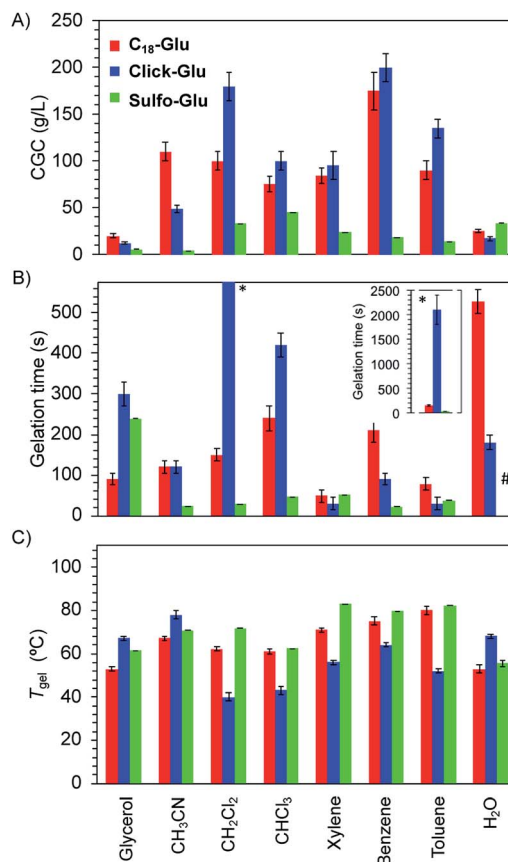 A)
C₁₈-Glu
Click-Glu
Sulfo-Glu
CGC (g/L)
250
200
150
100
50
0
B)
Gelation time (s)
500
400
300
200
100
0
*
Gelation time (s)
2500
2000
1500
1000
500
0
*
#
C)
T_gel (ºC)
100
80
60
40
20
0
Glycerol
CH₃CN
CH₂Cl₂
CHCl₃
Xylene
Benzene
Toluene
H₂O